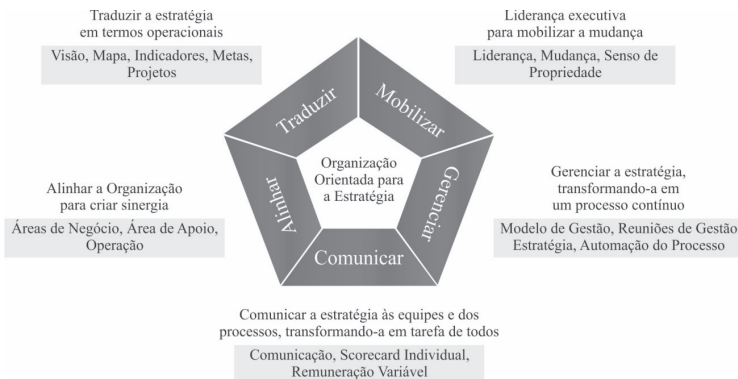 Traduzir a estratégia
em termos operacionais
Visão, Mapa, Indicadores, Metas,
Projetos
Liderança executiva
para mobilizar a mudança
Liderança, Mudança, Senso de
Propriedade
Traduzir
Mobilizar
Organização
Orientada para
a Estratégia
Alinhar
Gerenciar
Comunicar
Alinhar a Organização
para criar sinergia
Áreas de Negócio, Área de Apoio,
Operação
Gerenciar a estratégia,
transformando-a em
um processo contínuo
Modelo de Gestão, Reuniões de Gestão
Estratégia, Automação do Processo
Comunicar a estratégia às equipes e dos
processos, transformando-a em tarefa de todos
Comunicação, Scorecard Individual,
Remuneração Variável